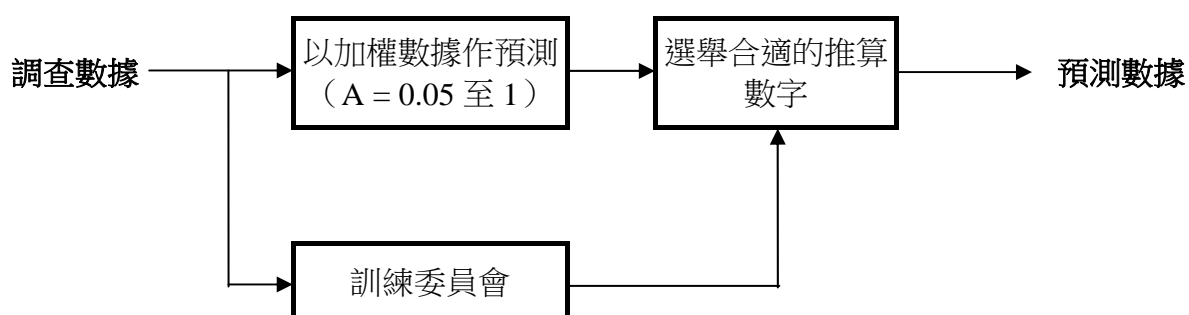 調查數據
以加權數據作預測
（A = 0.05 至 1）
選舉合適的推算
數字
預測數據
訓練委員會